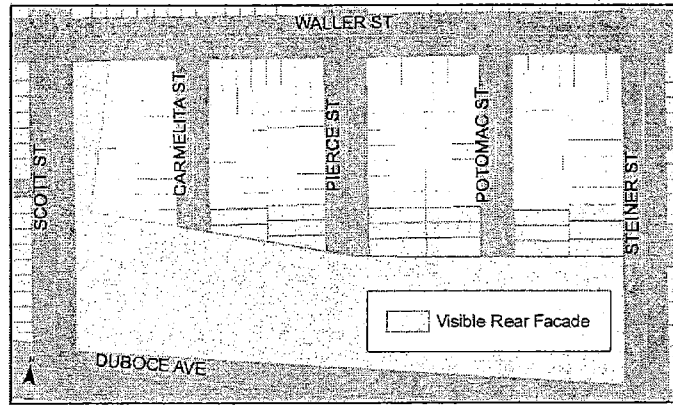 WALLER ST
SCOTT ST
CARMELITA ST
PIERCE ST
POTOMAC ST
STEINER ST
Visible Rear Facade
DUBOCE AVE